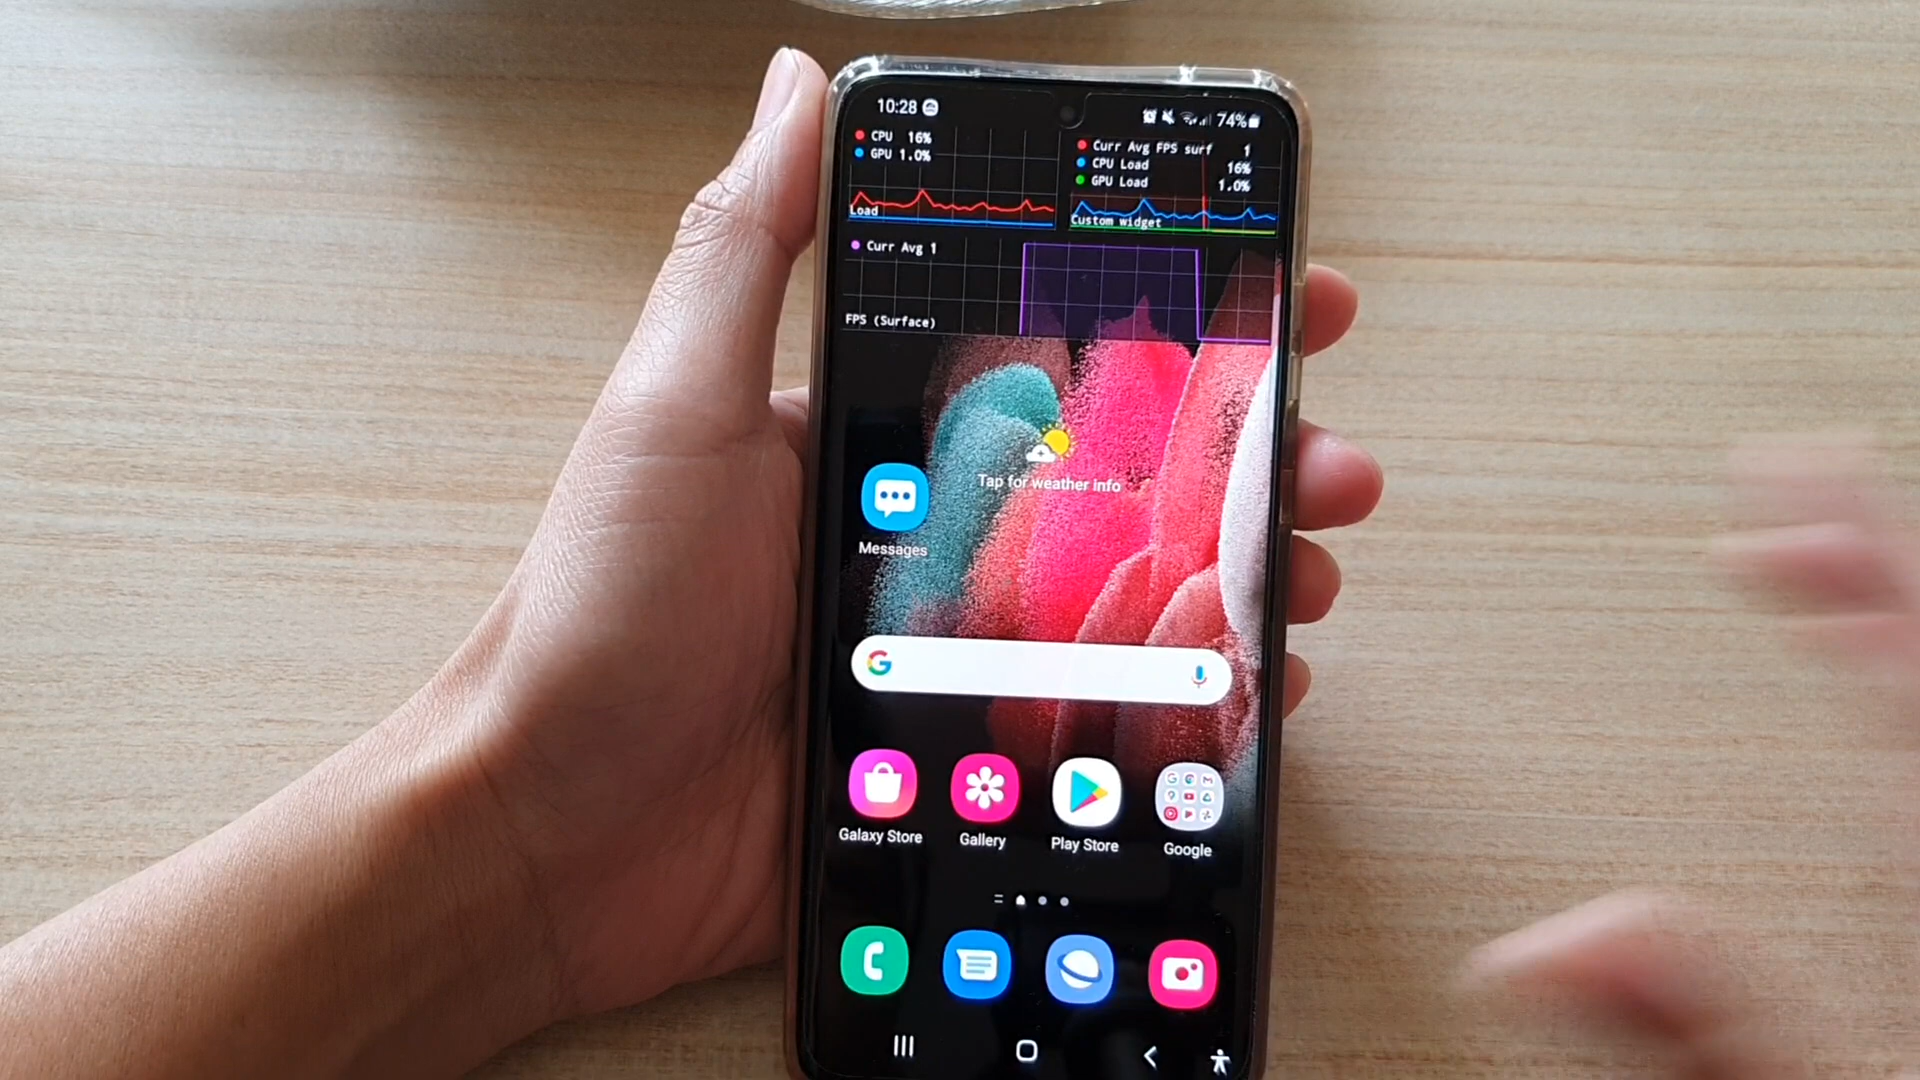 10:28
74%
CPU 16%
GPU 1.0%
Load
Curr Avg FPS surf 1
CPU Load 16%
GPU Load 1.0%
Custom widget
Curr Avg 1
FPS (Surface)
Tap for weather info
Messages
G
Galaxy Store
Gallery
Play Store
Google